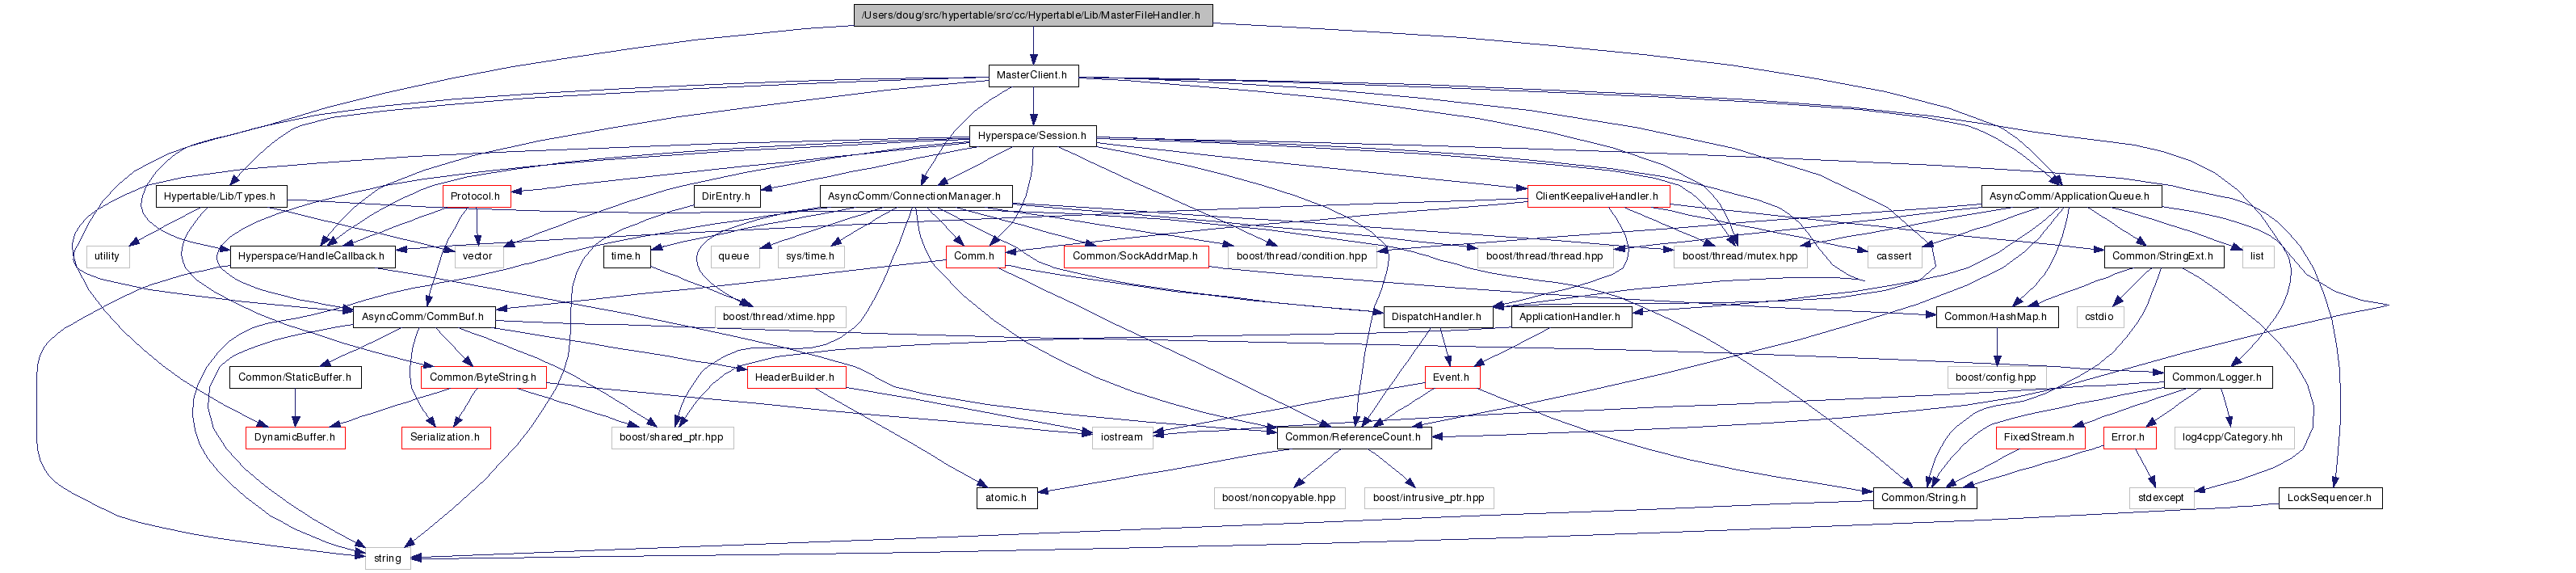 /Users/doug/src/hypertable/src/cc/Hypertable/Lib/MasterFileHandler.h
MasterClient.h
Hyperspace/Session.h
Hypertable/Lib/Types.h
Protocol.h
DirEntry.h
AsyncComm/ConnectionManager.h
ClientKeepaliveHandler.h
AsyncComm/ApplicationQueue.h
utility
Hyperspace/HandleCallback.h
vector
time.h
queue
sys/time.h
Comm.h
Common/SockAddrMap.h
boost/thread/condition.hpp
boost/thread/thread.hpp
boost/thread/mutex.hpp
cassert
Common/StringExt.h
list
AsyncComm/CommBuf.h
boost/thread/xtime.hpp
DispatchHandler.h
ApplicationHandler.h
Common/HashMap.h
cstdio
Common/StaticBuffer.h
Common/ByteString.h
HeaderBuilder.h
Event.h
boost/config.hpp
Common/Logger.h
DynamicBuffer.h
Serialization.h
boost/shared_ptr.hpp
iostream
Common/ReferenceCount.h
FixedStream.h
Error.h
log4cpp/Category.hh
atomic.h
boost/noncopyable.hpp
boost/intrusive_ptr.hpp
Common/String.h
stdexcept
LockSequencer.h
string